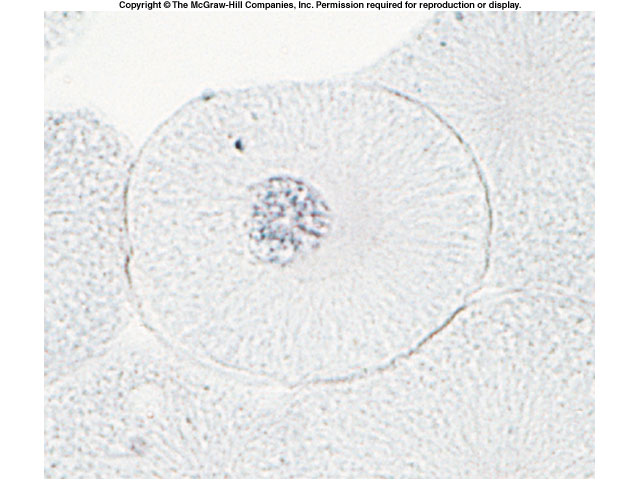 Copyright © The McGraw-Hill Companies, Inc. Permission required for reproduction or display.